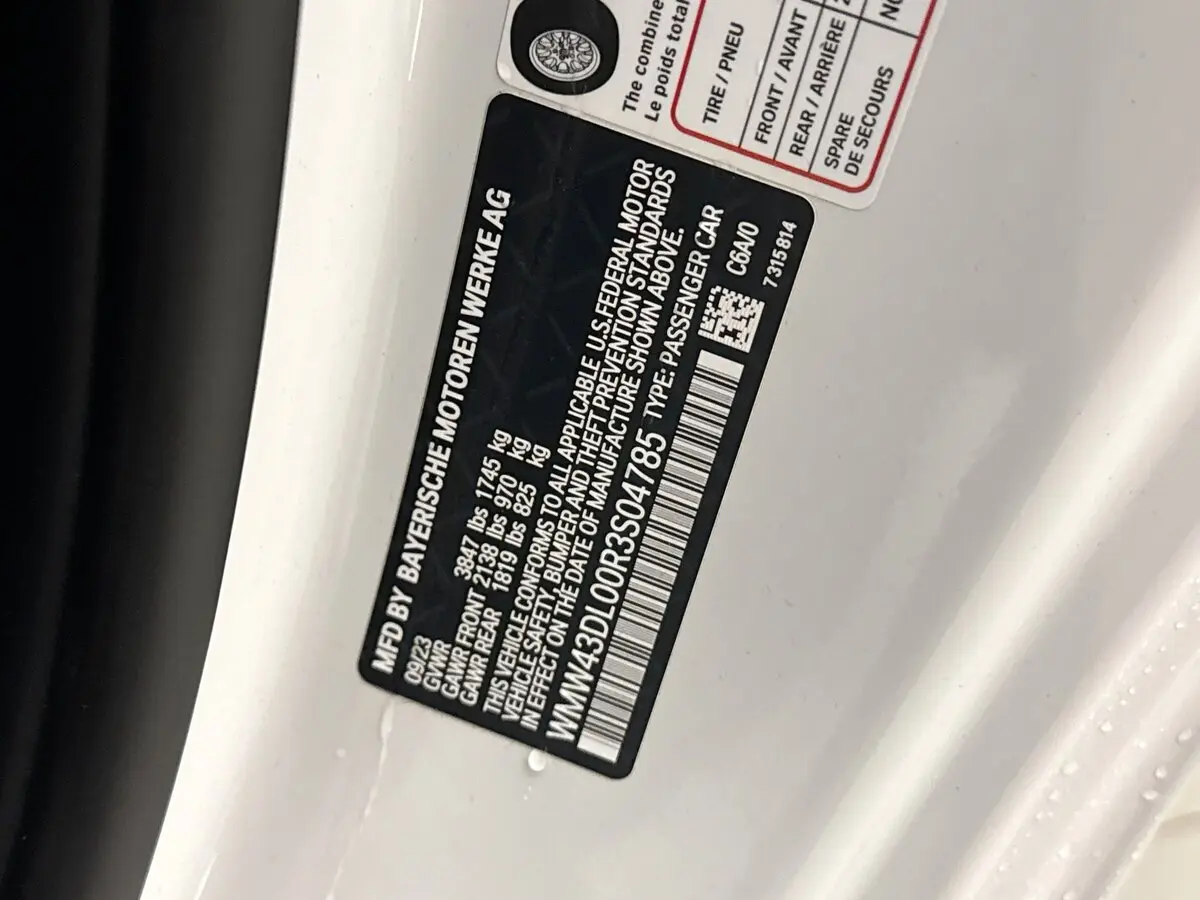 The combine
Le poids total
TIRE / PNEU
FRONT / AVANT
REAR / ARRIÈRE
SPARE
DE SECOURS
MFD BY BAYERISCHE MOTOREN WERKE AG
09/23
GVWR 3847 lbs 1745 kg
GAWR FRONT 2138 lbs 970 kg
GAWR REAR 1819 lbs 825 kg
THIS VEHICLE CONFORMS TO ALL APPLICABLE U.S. FEDERAL MOTOR
VEHICLE SAFETY, BUMPER AND THEFT PREVENTION STANDARDS
IN EFFECT ON THE DATE OF MANUFACTURE SHOWN ABOVE.
WMW43DL00R3S04785 TYPE: PASSENGER CAR
C6A/0
7 315 814